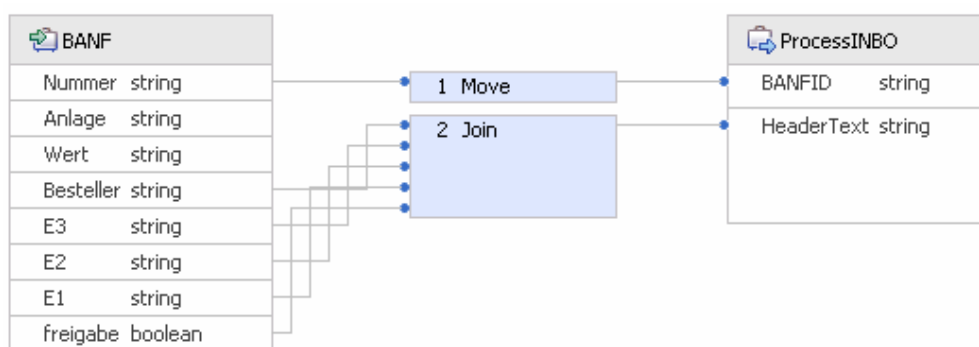 BANF
Nummer string
Anlage string
Wert string
Besteller string
E3 string
E2 string
E1 string
freigabe boolean
1 Move
2 Join
ProcessINBO
BANFID string
HeaderText string